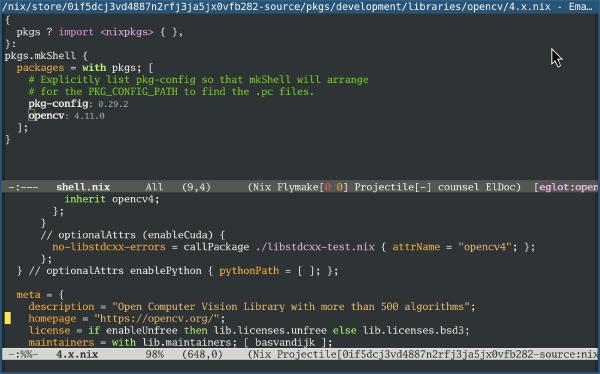 /nix/store/0if5dcj3vd4887n2rfj3ja5jx0vfb282-source/pkgs/development/libraries/opencv/4.x.nix - Ema…
{
pkgs ? import <nixpkgs> { },
}:
pkgs.mkShell {
packages = with pkgs; [
# Explicitly list pkg-config so that mkShell will arrange
# for the PKG_CONFIG_PATH to find the .pc files.
pkg-config: 0.29.2
opencv: 4.11.0
];
}
-:--- shell.nix All (9,4) (Nix Flymake[0 0] Projectile[-] counsel ElDoc) [eglot:open
inherit opencv4;
};
}
// optionalAttrs (enableCuda) {
no-libstdcxx-errors = callPackage ./libstdcxx-test.nix { attrName = "opencv4"; };
};
} // optionalAttrs enablePython { pythonPath = [ ]; };
meta = {
description = "Open Computer Vision Library with more than 500 algorithms";
homepage = "https://opencv.org/";
license = if enableUnfree then lib.licenses.unfree else lib.licenses.bsd3;
maintainers = with lib.maintainers; [ basvandijk ];
-:%%- 4.x.nix 98% (648,0) (Nix Projectile[0if5dcj3vd4887n2rfj3ja5jx0vfb282-source:nix